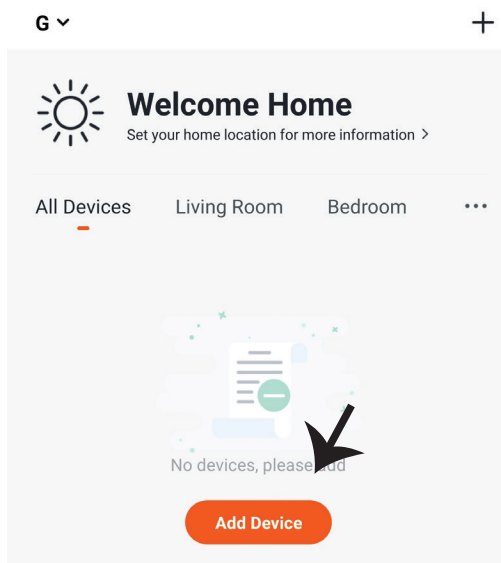 G
Welcome Home
Set your home location for more information >
All Devices Living Room Bedroom ...
No devices, please
Add Device